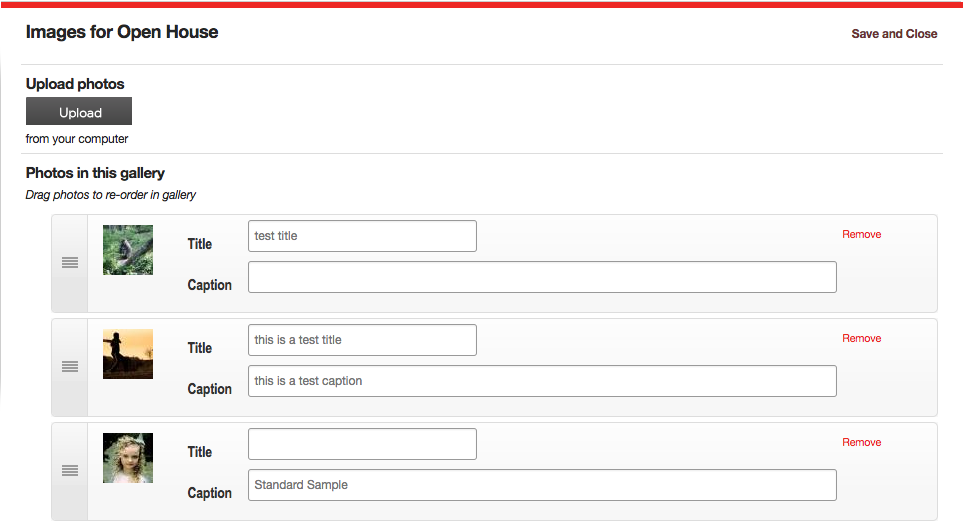 Images for Open House
Save and Close
Upload photos
Upload
from your computer
Photos in this gallery
Drag photos to re-order in gallery
Title
test title
Remove
Caption
Title
this is a test title
Remove
Caption
this is a test caption
Title
Remove
Caption
Standard Sample